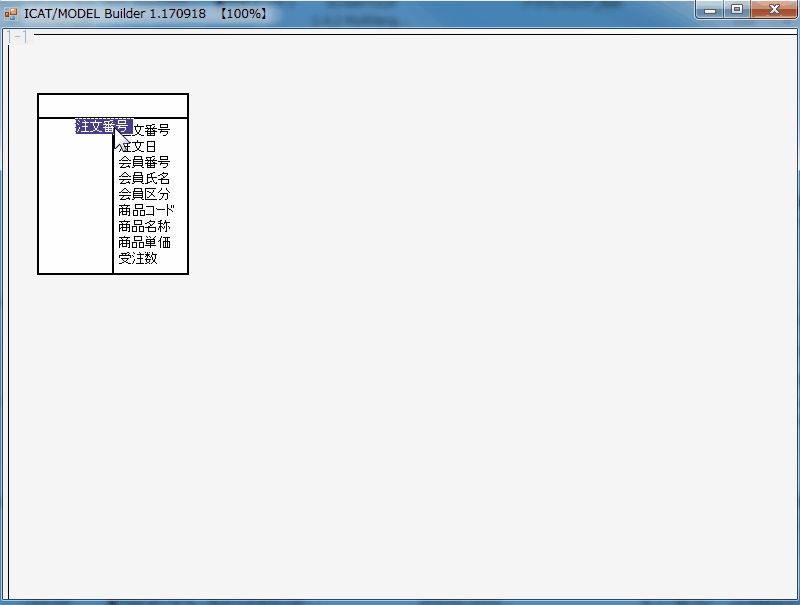 ICAT/MODEL Builder 1.170918 【100%】
[-]
注文番号
文番号
注文日
会員番号
会員氏名
会員区分
商品コード
商品名称
商品単価
受注数